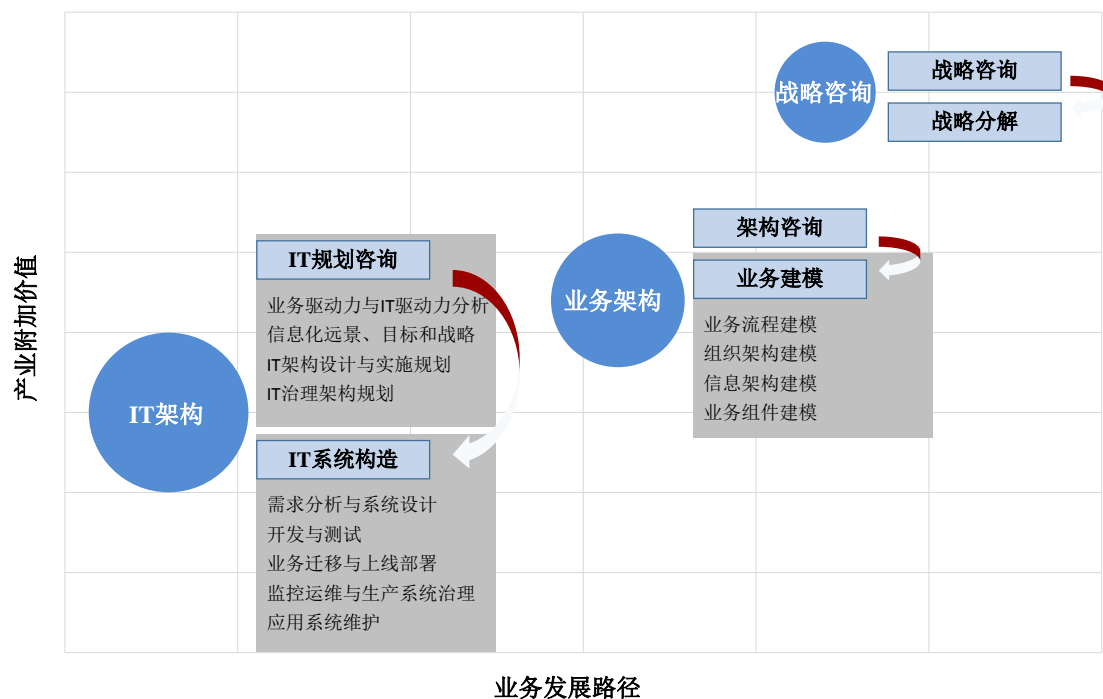 产业附加价值
战略咨询
战略咨询
战略分解
业务架构
架构咨询
业务建模
业务流程建模
组织架构建模
信息架构建模
业务组件建模
IT架构
IT规划咨询
业务驱动力与IT驱动力分析
信息化远景、目标和战略
IT架构设计与实施规划
IT治理架构规划
IT系统构造
需求分析与系统设计
开发与测试
业务迁移与上线部署
监控运维与生产系统治理
应用系统维护
业务发展路径